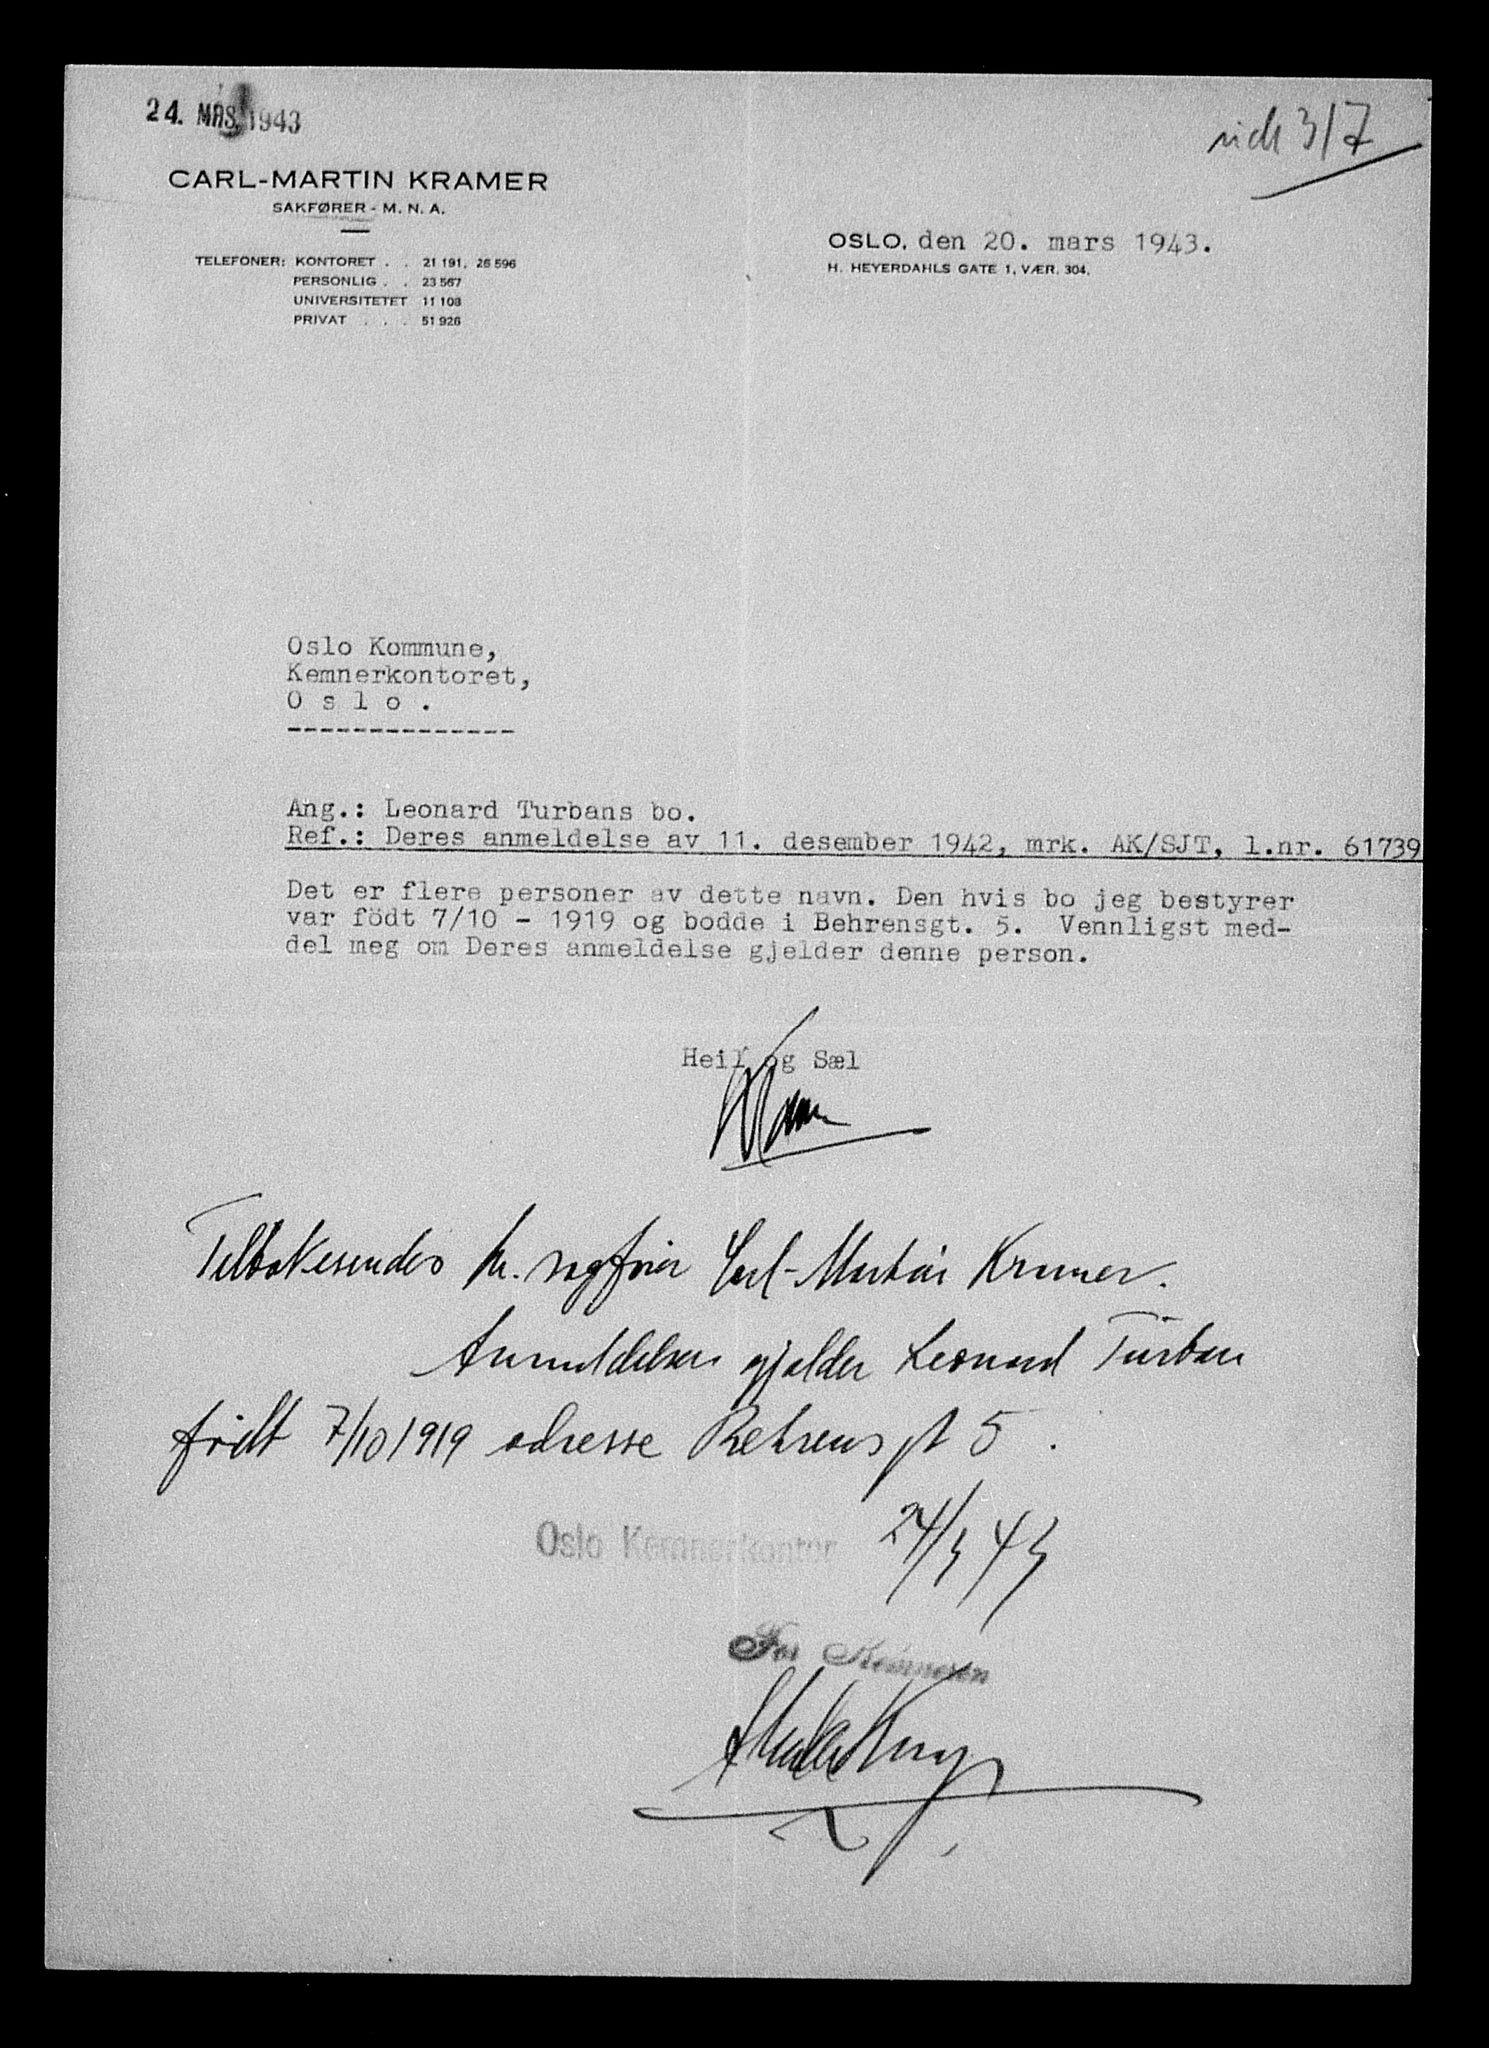 24. MRS. 1943
3/7
CARL-MARTIN KRAMER
SAKFØRER - M. N. A.
TELEFONER: KONTORET . . 21 191, 26 596
PERSONLIG . . 23 567
UNIVERSITETET 11 103
PRIVAT . . . 51 926
OSLO, den 20. mars 1943.
H. HEYERDAHLS GATE 1, VÆR. 304.
Oslo Kommune,
Kemnerkontoret,
O s l o .
--------------
Ang.: Leonard Turbans bo.
Ref.: Deres anmeldelse av 11. desember 1942, mrk. AK/SJT, l.nr. 61739
Det er flere personer av dette navn. Den hvis bo jeg bestyrer
var födt 7/10 - 1919 og bodde i Behrensgt. 5. Vennligst med-
del meg om Deres anmeldelse gjelder denne person.
Heil og Sæl
Tilbakesendes hr. sagfører Carl-Martin Kramer.
Anmeldelsen gjelder Leonard Turban
født 7/10 1919 adresse Behrens gt 5.
Oslo Kemnerkontor 24/3 43
For Kemneren